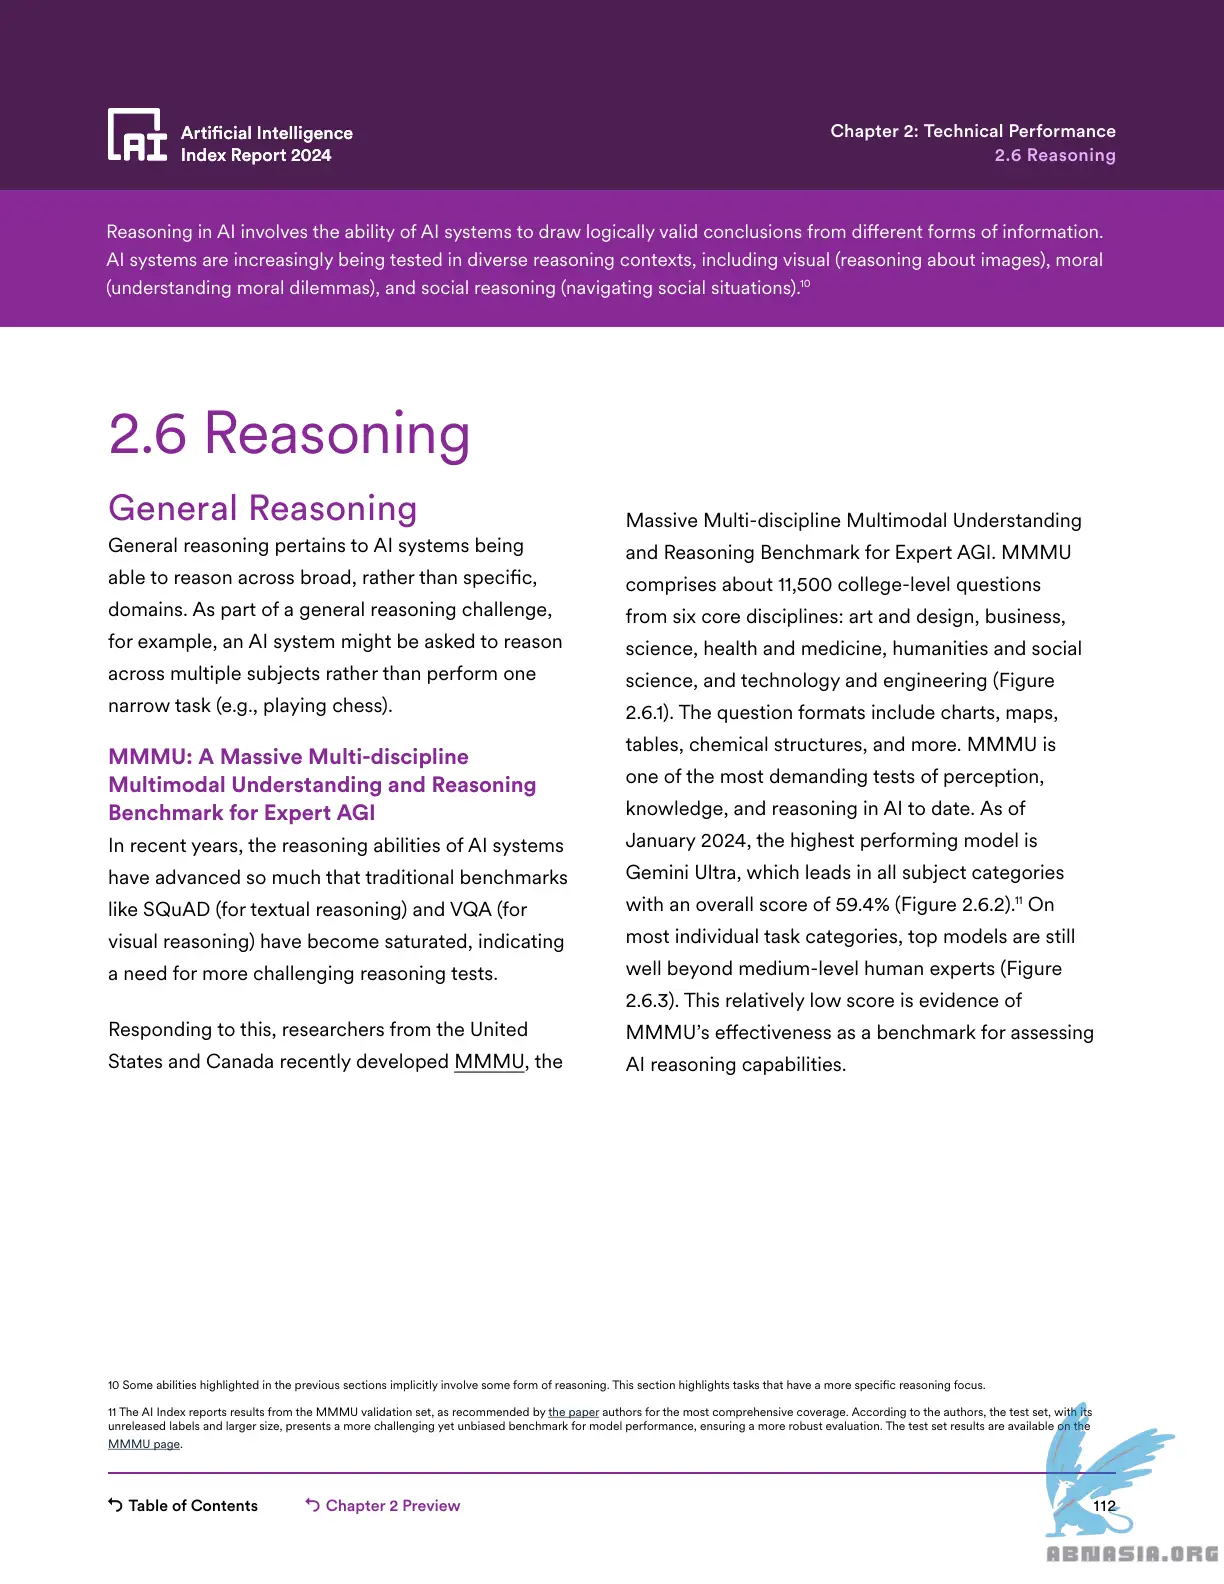 Artificial Intelligence
Index Report 2024
Chapter 2: Technical Performance
2.6 Reasoning
Reasoning in AI involves the ability of AI systems to draw logically valid conclusions from different forms of information.
AI systems are increasingly being tested in diverse reasoning contexts, including visual (reasoning about images), moral
(understanding moral dilemmas), and social reasoning (navigating social situations).10
2.6 Reasoning
General Reasoning
General reasoning pertains to AI systems being
able to reason across broad, rather than specific,
domains. As part of a general reasoning challenge,
for example, an AI system might be asked to reason
across multiple subjects rather than perform one
narrow task (e.g., playing chess).
MMMU: A Massive Multi-discipline
Multimodal Understanding and Reasoning
Benchmark for Expert AGI
In recent years, the reasoning abilities of AI systems
have advanced so much that traditional benchmarks
like SQuAD (for textual reasoning) and VQA (for
visual reasoning) have become saturated, indicating
a need for more challenging reasoning tests.
Responding to this, researchers from the United
States and Canada recently developed MMMU, the
Massive Multi-discipline Multimodal Understanding
and Reasoning Benchmark for Expert AGI. MMMU
comprises about 11,500 college-level questions
from six core disciplines: art and design, business,
science, health and medicine, humanities and social
science, and technology and engineering (Figure
2.6.1). The question formats include charts, maps,
tables, chemical structures, and more. MMMU is
one of the most demanding tests of perception,
knowledge, and reasoning in AI to date. As of
January 2024, the highest performing model is
Gemini Ultra, which leads in all subject categories
with an overall score of 59.4% (Figure 2.6.2).11 On
most individual task categories, top models are still
well beyond medium-level human experts (Figure
2.6.3). This relatively low score is evidence of
MMMU's effectiveness as a benchmark for assessing
AI reasoning capabilities.
10 Some abilities highlighted in the previous sections implicitly involve some form of reasoning. This section highlights tasks that have a more specific reasoning focus.
11 The AI Index reports results from the MMMU validation set, as recommended by the paper authors for the most comprehensive coverage. According to the authors, the test set, with its
unreleased labels and larger size, presents a more challenging yet unbiased benchmark for model performance, ensuring a more robust evaluation. The test set results are available on the
MMMU page.
Table of Contents
Chapter 2 Preview
112
ABNASIA.ORG